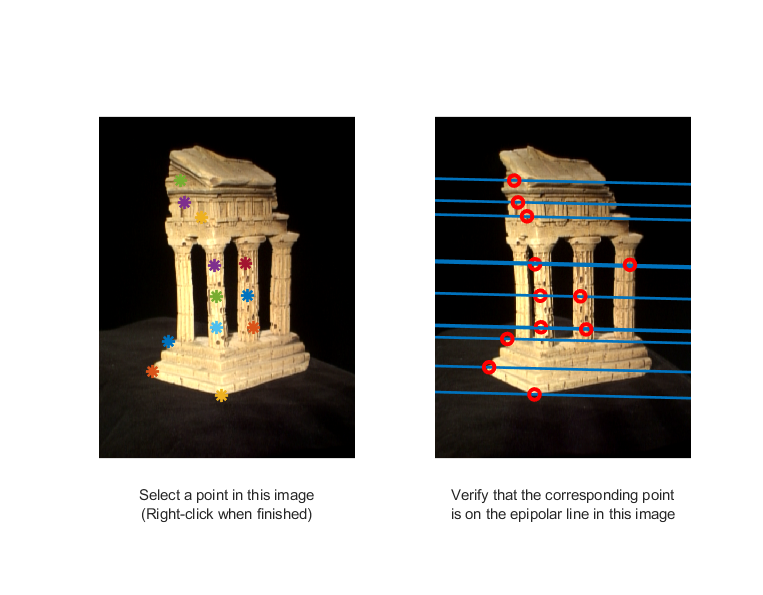 Select a point in this image
(Right-click when finished)
Verify that the corresponding point
is on the epipolar line in this image